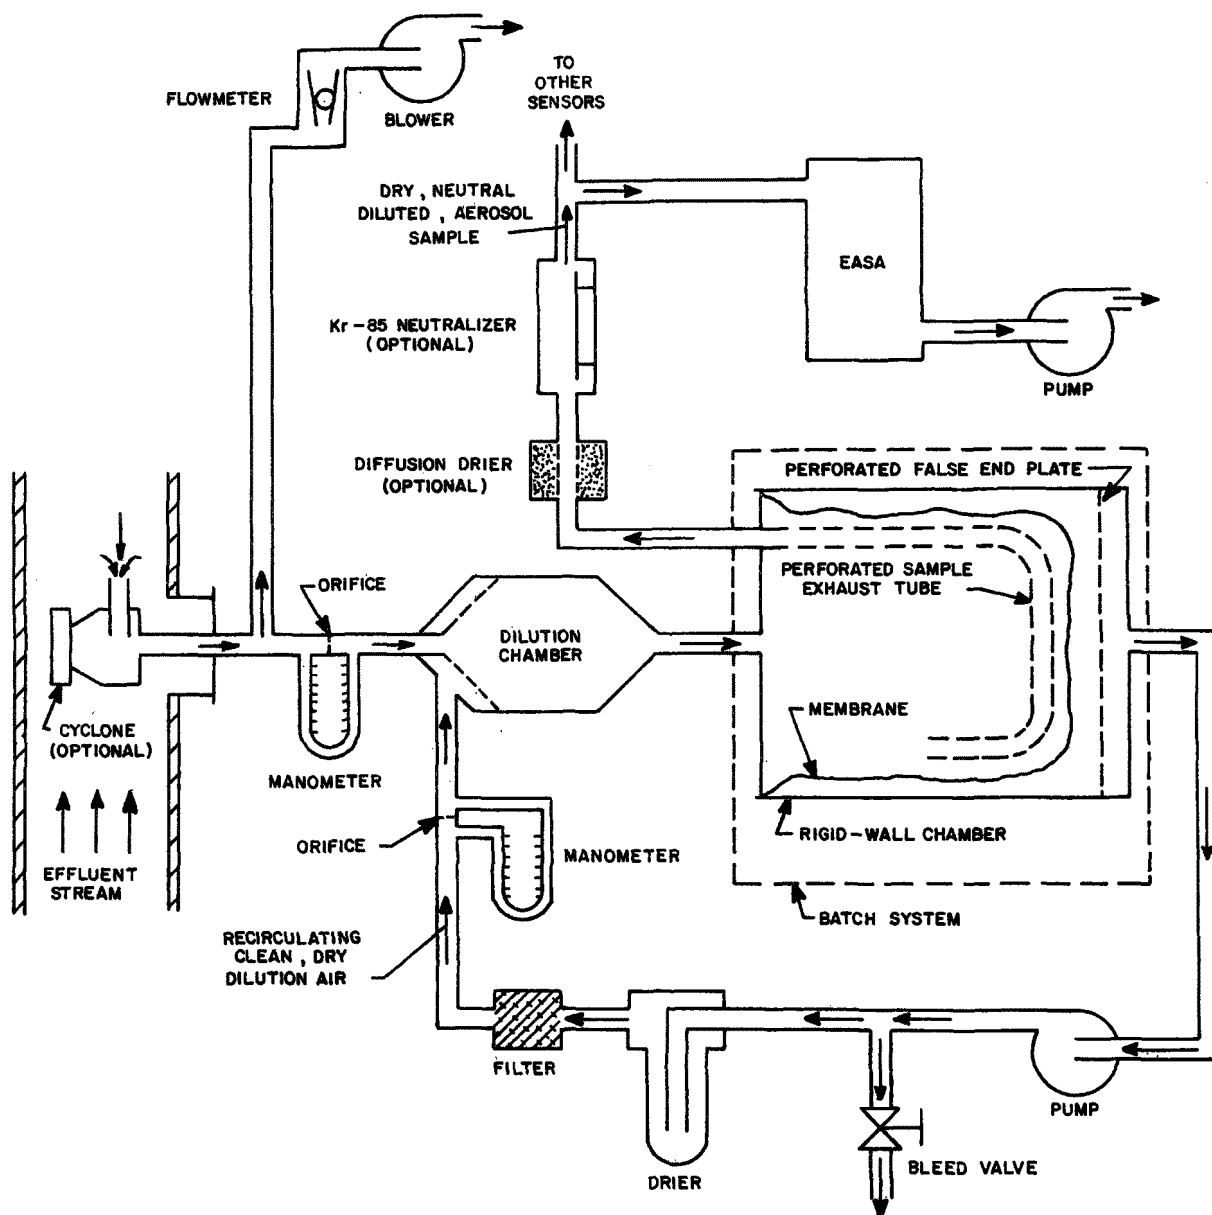 TO
OTHER
SENSORS
FLOWMETER
BLOWER
DRY, NEUTRAL
DILUTED, AEROSOL
SAMPLE
EASA
Kr-85 NEUTRALIZER
(OPTIONAL)
PUMP
DIFFUSION DRIER
(OPTIONAL)
PERFORATED FALSE END PLATE
ORIFICE
PERFORATED SAMPLE
EXHAUST TUBE
DILUTION
CHAMBER
CYCLONE
(OPTIONAL)
MEMBRANE
MANOMETER
RIGID-WALL CHAMBER
ORIFICE
MANOMETER
EFFLUENT
STREAM
BATCH SYSTEM
RECIRCULATING
CLEAN, DRY
DILUTION AIR
FILTER
PUMP
DRIER
BLEED VALVE